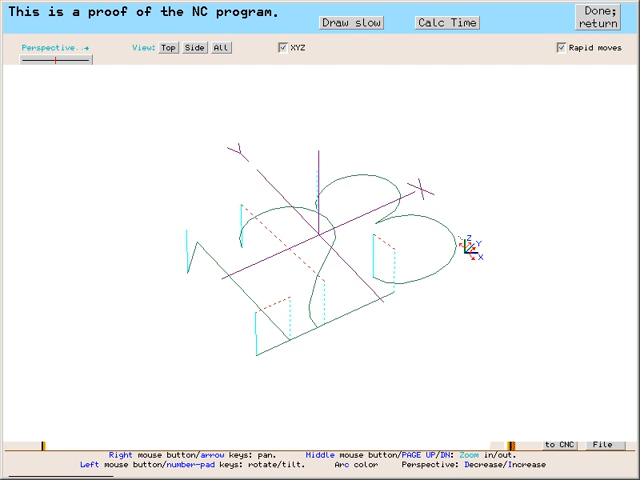 This is a proof of the NC program.
Draw slow
Calc Time
Done;
return
Perspective
View: Top Side All
XYZ
Rapid moves
Y
X
Z
Y
X
to CNC
File
Right mouse button/arrow keys: pan. Middle mouse button/PAGE UP/DN: Zoom in/out.
Left mouse button/number-pad keys: rotate/tilt. Arc color Perspective: Decrease/Increase